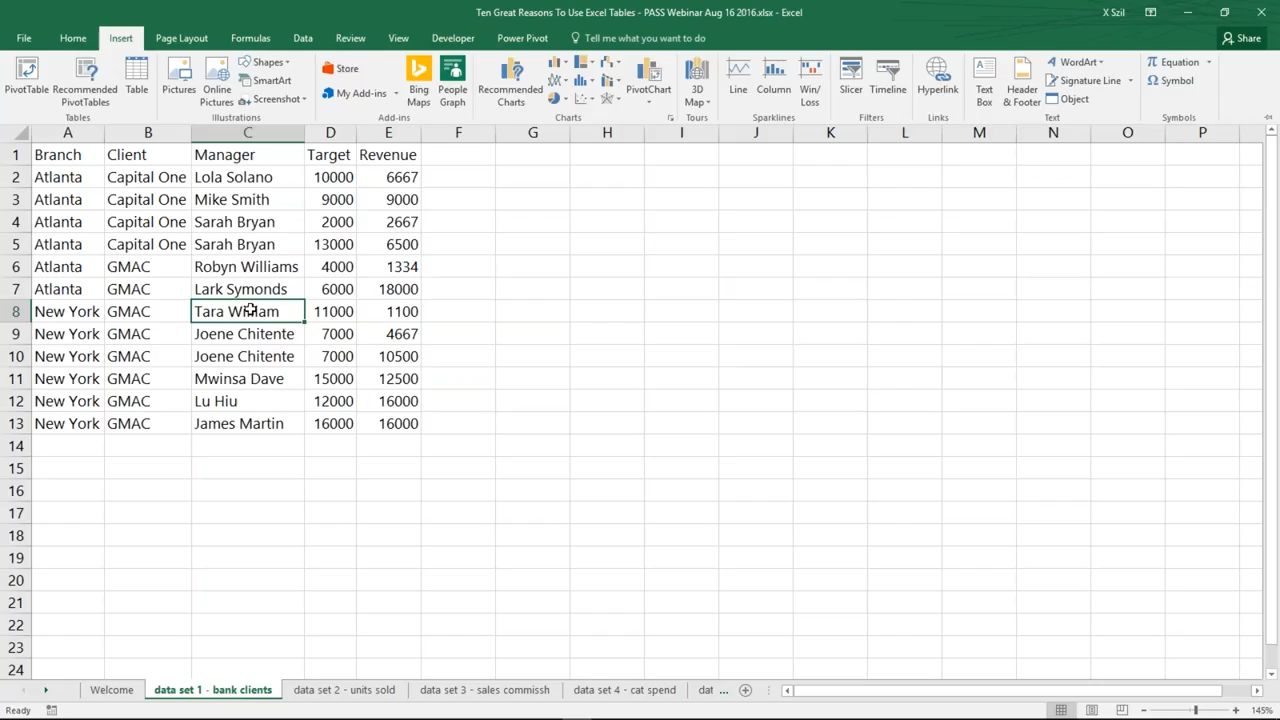 Ten Great Reasons To Use Excel Tables - PASS Webinar Aug 16 2016.xlsx - Excel
X Szil
File Home Insert Page Layout Formulas Data Review View Developer Power Pivot Tell me what you want to do Share
PivotTable Recommended PivotTables Table
Tables
Pictures Online Pictures Shapes SmartArt Screenshot
Illustrations
Store My Add-ins Bing Maps People Graph
Add-ins
Recommended Charts PivotChart
Charts
3D Map
Tours
Line Column Win/Loss
Sparklines
Slicer Timeline
Filters
Hyperlink
Links
Text Box Header & Footer WordArt Signature Line Object
Text
Equation Symbol
Symbols
A B C D E F G H I J K L M N O P
1 Branch Client Manager Target Revenue
2 Atlanta Capital One Lola Solano 10000 6667
3 Atlanta Capital One Mike Smith 9000 9000
4 Atlanta Capital One Sarah Bryan 2000 2667
5 Atlanta Capital One Sarah Bryan 13000 6500
6 Atlanta GMAC Robyn Williams 4000 1334
7 Atlanta GMAC Lark Symonds 6000 18000
8 New York GMAC Tara William 11000 1100
9 New York GMAC Joene Chitente 7000 4667
10 New York GMAC Joene Chitente 7000 10500
11 New York GMAC Mwinsa Dave 15000 12500
12 New York GMAC Lu Hiu 12000 16000
13 New York GMAC James Martin 16000 16000
14
15
16
17
18
19
20
21
22
23
24
Welcome data set 1 - bank clients data set 2 - units sold data set 3 - sales commissh data set 4 - cat spend dat ...
Ready 145%